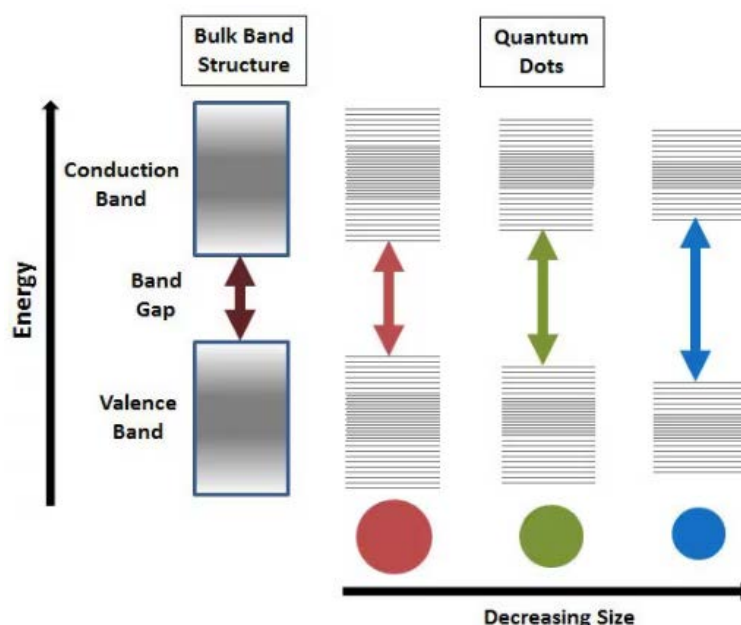 Bulk Band
Structure
Quantum
Dots
Energy
Conduction
Band
Band
Gap
Valence
Band
Decreasing Size